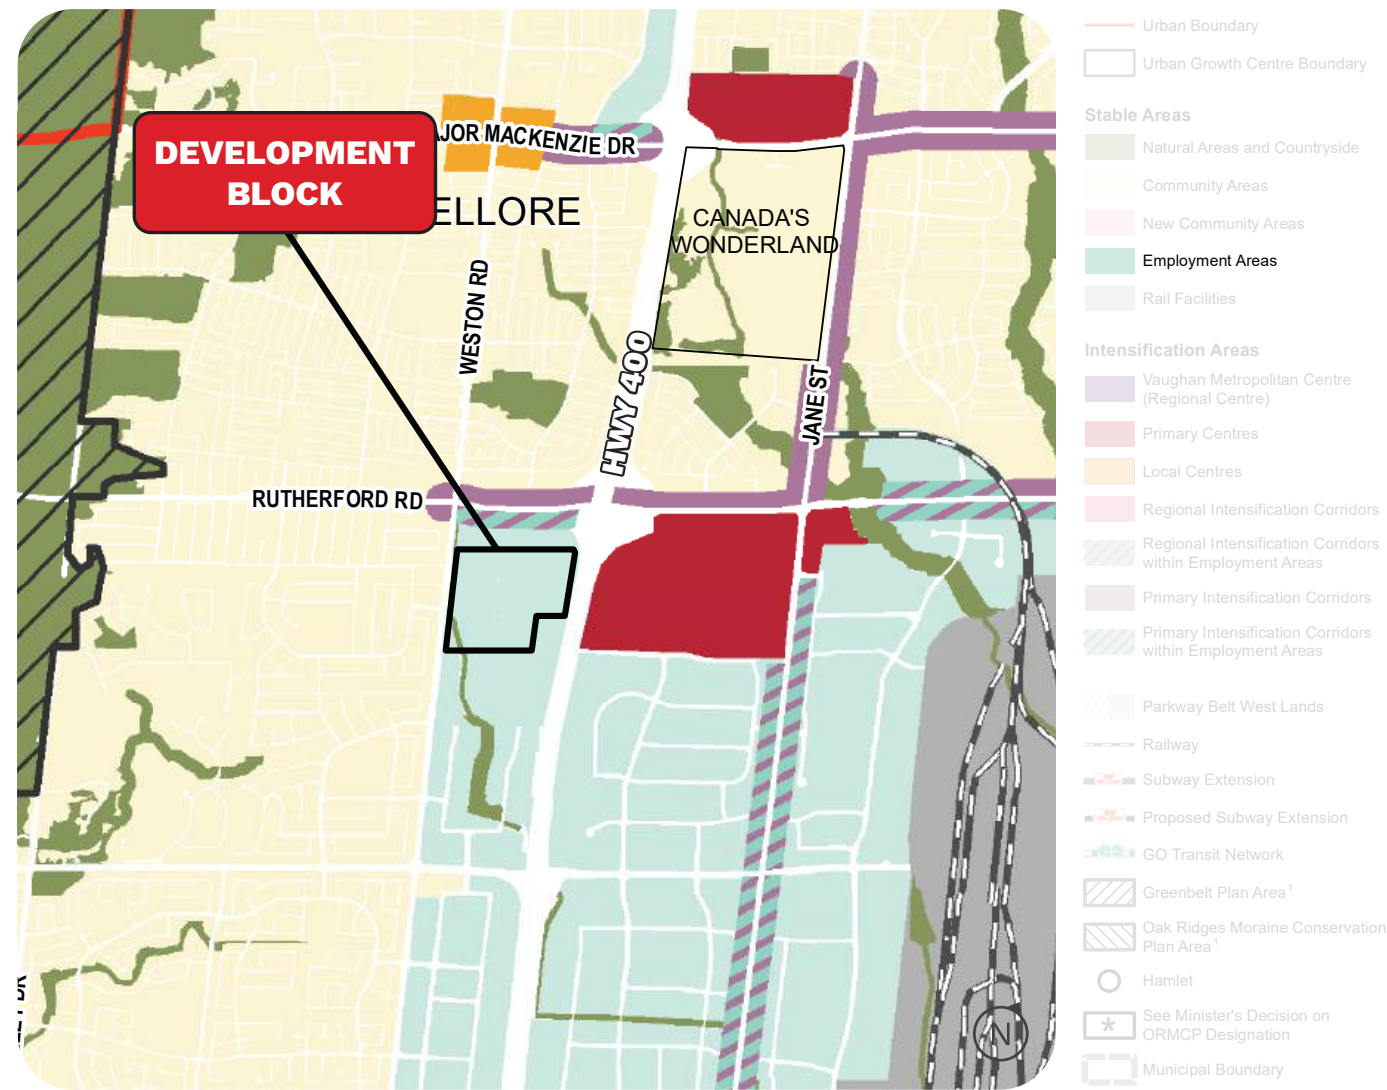 DEVELOPMENT
BLOCK
AJOR MACKENZIE DR
ELLORE
CANADA'S
WONDERLAND
WESTON RD
HWY 400
JANE ST
RUTHERFORD RD
N
Urban Boundary
Urban Growth Centre Boundary
Stable Areas
Natural Areas and Countryside
Community Areas
New Community Areas
Employment Areas
Rail Facilities
Intensification Areas
Vaughan Metropolitan Centre
(Regional Centre)
Primary Centres
Local Centres
Regional Intensification Corridors
Regional Intensification Corridors
within Employment Areas
Primary Intensification Corridors
Primary Intensification Corridors
within Employment Areas
Parkway Belt West Lands
Railway
Subway Extension
Proposed Subway Extension
GO Transit Network
Greenbelt Plan Area¹
Oak Ridges Moraine Conservation
Plan Area¹
Hamlet
See Minister's Decision on
ORMCP Designation
Municipal Boundary